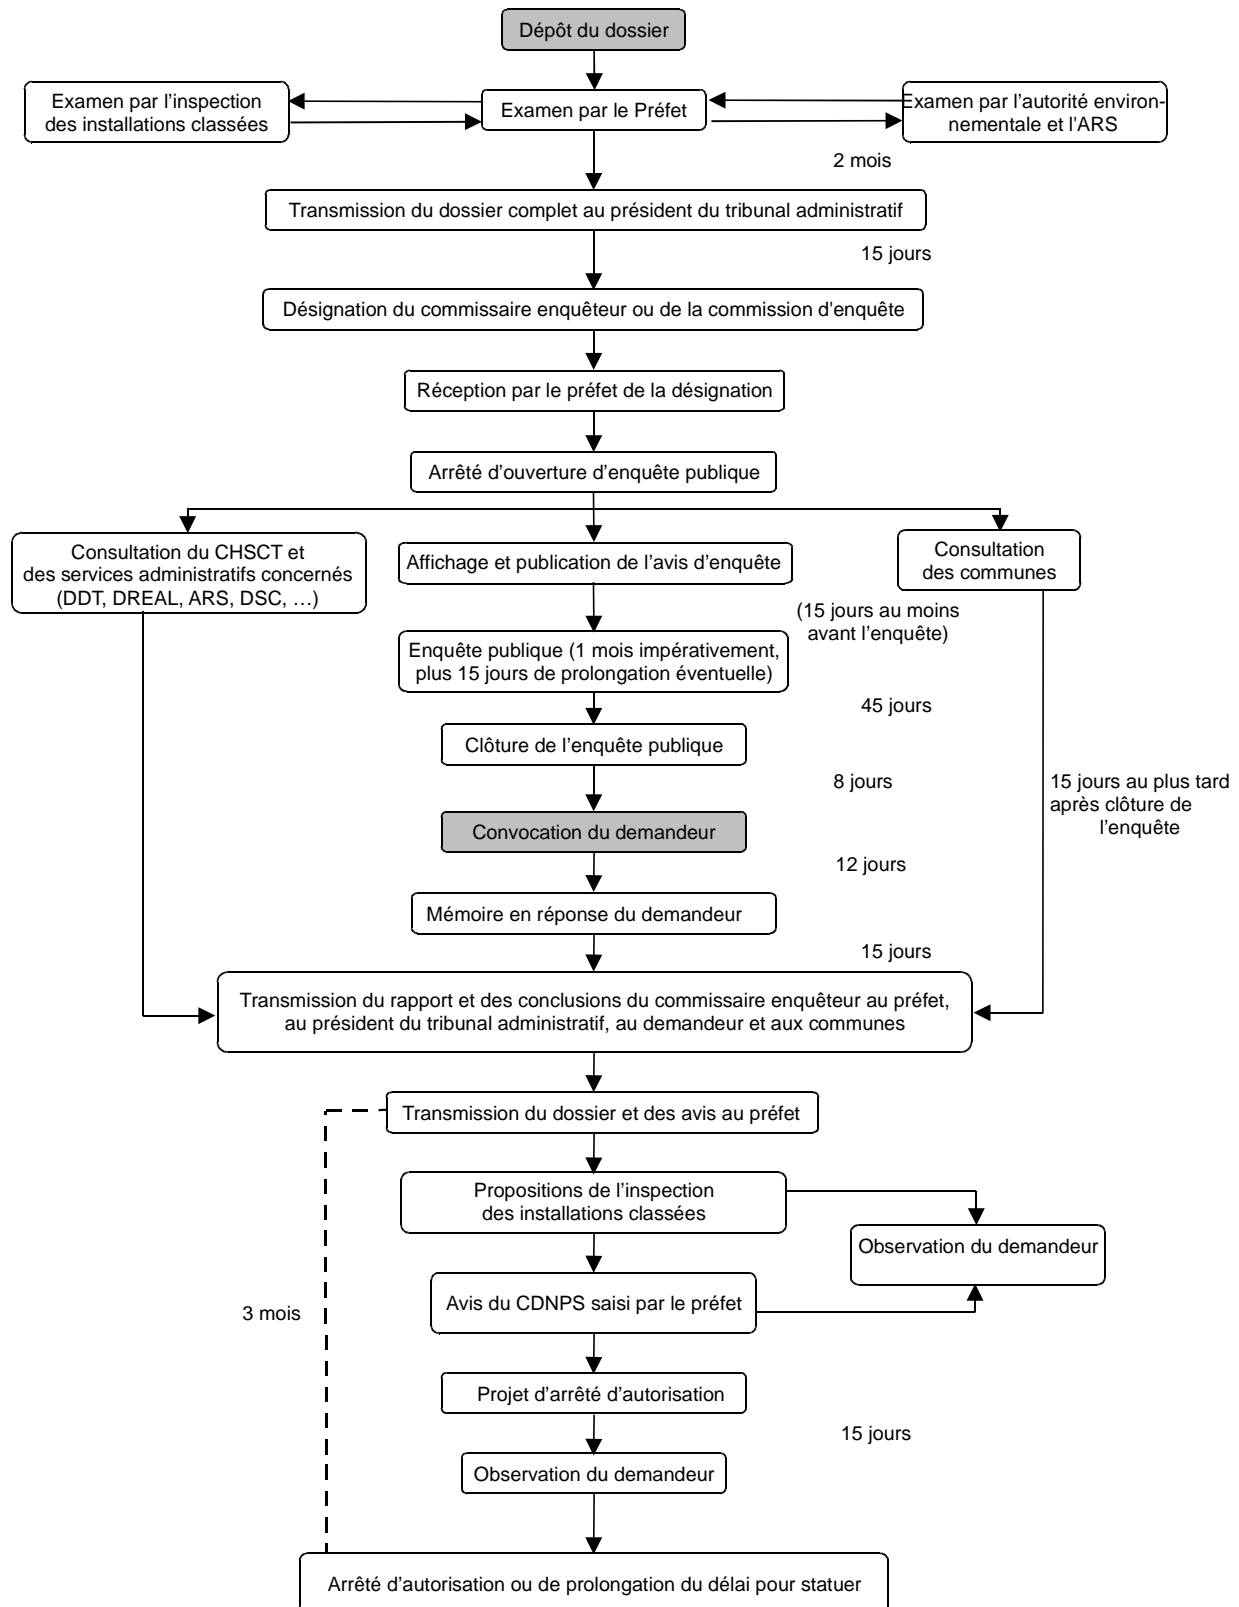 Dépôt du dossier
Examen par l’inspection
des installations classées
Examen par le Préfet
Examen par l’autorité environ-
nementale et l'ARS
2 mois
Transmission du dossier complet au président du tribunal administratif
15 jours
Désignation du commissaire enquêteur ou de la commission d'enquête
Réception par le préfet de la désignation
Arrêté d’ouverture d’enquête publique
Consultation du CHSCT et
des services administratifs concernés
(DDT, DREAL, ARS, DSC, …)
Affichage et publication de l’avis d’enquête
Consultation
des communes
(15 jours au moins
avant l’enquête)
Enquête publique (1 mois impérativement,
plus 15 jours de prolongation éventuelle)
45 jours
Clôture de l’enquête publique
8 jours
15 jours au plus tard
après clôture de
l’enquête
Convocation du demandeur
12 jours
Mémoire en réponse du demandeur
15 jours
Transmission du rapport et des conclusions du commissaire enquêteur au préfet,
au président du tribunal administratif, au demandeur et aux communes
Transmission du dossier et des avis au préfet
Propositions de l’inspection
des installations classées
Observation du demandeur
Avis du CDNPS saisi par le préfet
3 mois
Projet d’arrêté d’autorisation
15 jours
Observation du demandeur
Arrêté d’autorisation ou de prolongation du délai pour statuer